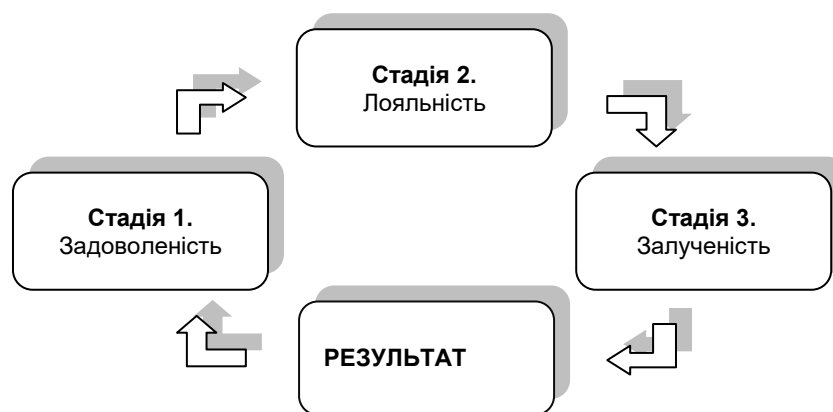 Стадія 2.
Лояльність
Стадія 1.
Задоволеність
Стадія 3.
Залученість
РЕЗУЛЬТАТ